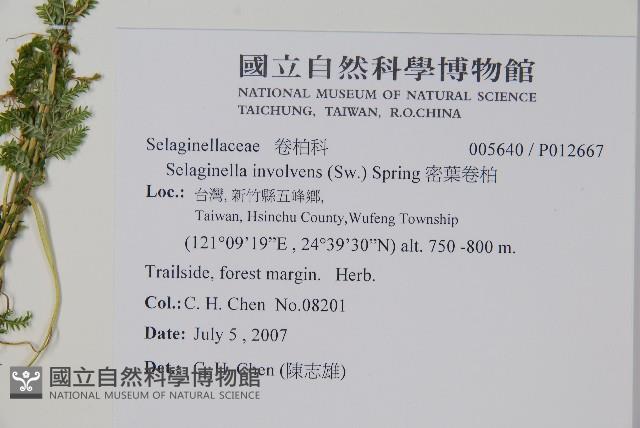 國立自然科學博物館
NATIONAL MUSEUM OF NATURAL SCIENCE
TAICHUNG, TAIWAN, R.O.CHINA
Selaginellaceae 卷柏科 005640 / P012667
Selaginella involvens (Sw.) Spring 密葉卷柏
Loc.: 台灣, 新竹縣五峰鄉,
Taiwan, Hsinchu County,Wufeng Township
(121°09'19"E , 24°39'30"N) alt. 750 -800 m.
Trailside, forest margin. Herb.
Col.: C. H. Chen No.08201
Date: July 5 , 2007
Det.: C. H. Chen (陳志雄)
國立自然科學博物館
NATIONAL MUSEUM OF NATURAL SCIENCE